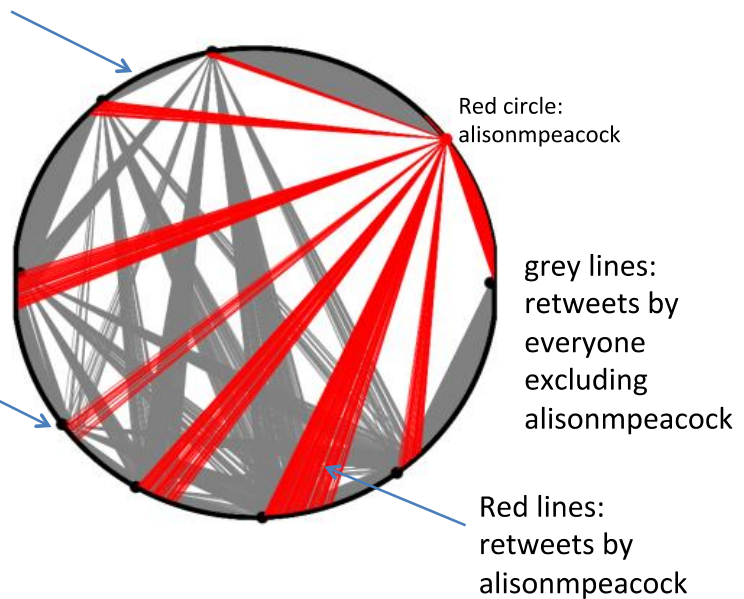 Red circle:
alisonmpeacock
grey lines:
retweets by
everyone
excluding
alisonmpeacock
Red lines:
retweets by
alisonmpeacock